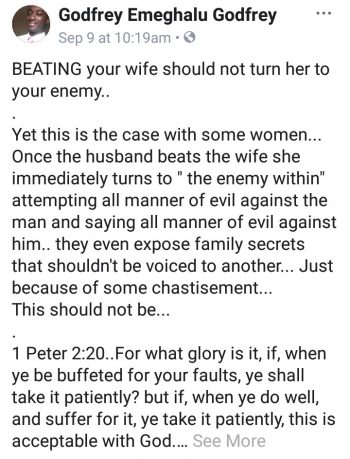 Godfrey Emeghalu Godfrey
Sep 9 at 10:19am •
BEATING your wife should not turn her to
your enemy..
.
Yet this is the case with some women...
Once the husband beats the wife she
immediately turns to " the enemy within"
attempting all manner of evil against the
man and saying all manner of evil against
him.. they even expose family secrets
that shouldn't be voiced to another... Just
because of some chastisement...
This should not be...
.
1 Peter 2:20..For what glory is it, if, when
ye be buffeted for your faults, ye shall
take it patiently? but if, when ye do well,
and suffer for it, ye take it patiently, this is
acceptable with God.... See More